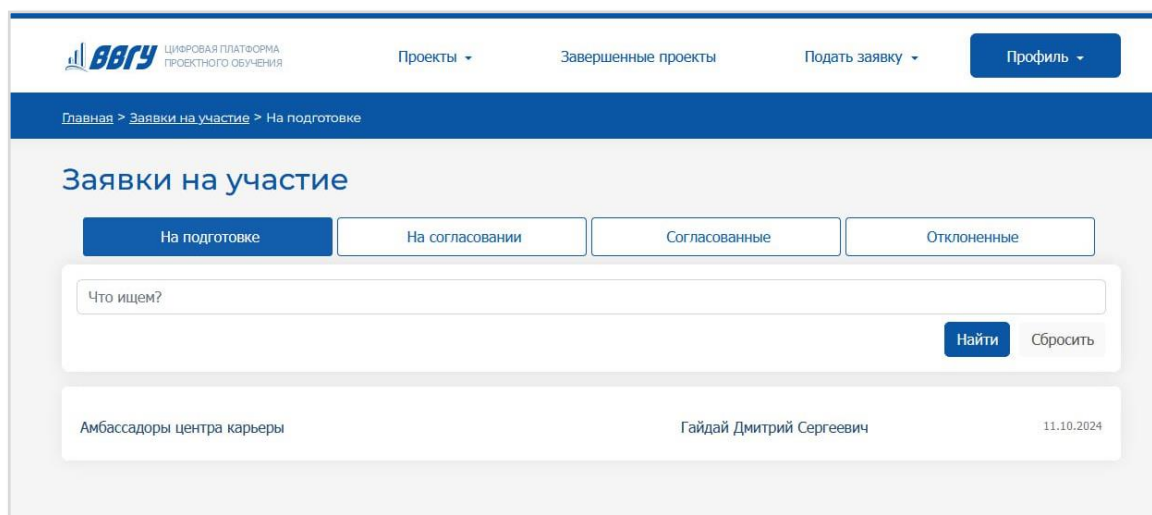 ВВГУ ЦИФРОВАЯ ПЛАТФОРМА
ПРОЕКТНОГО ОБУЧЕНИЯ
Проекты
Завершенные проекты
Подать заявку
Профиль
Главная > Заявки на участие > На подготовке
Заявки на участие
На подготовке
На согласовании
Согласованные
Отклоненные
Что ищем?
Найти
Сбросить
Амбассадоры центра карьеры
Гайдай Дмитрий Сергеевич
11.10.2024